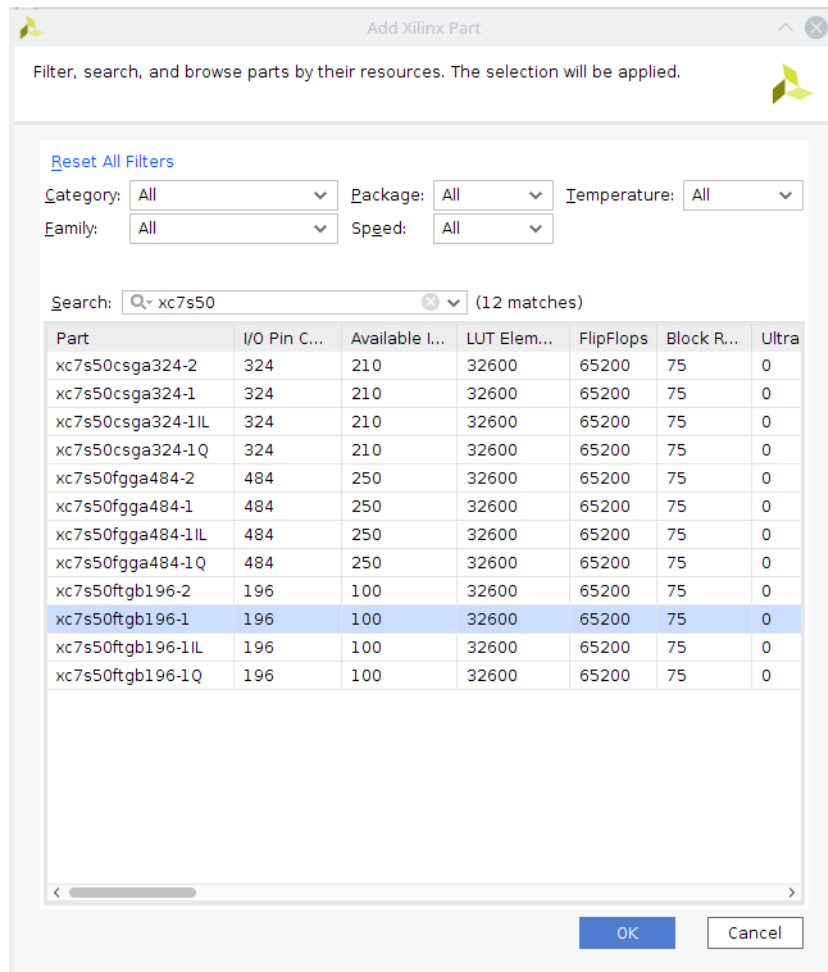 Add Xilinx Part
Filter, search, and browse parts by their resources. The selection will be applied.
Reset All Filters
Category: All Package: All Temperature: All
Family: All Speed: All
Search: xc7s50 (12 matches)
Part I/O Pin C... Available I... LUT Elem... FlipFlops Block R... Ultra
xc7s50csga324-2 324 210 32600 65200 75 0
xc7s50csga324-1 324 210 32600 65200 75 0
xc7s50csga324-1IL 324 210 32600 65200 75 0
xc7s50csga324-1Q 324 210 32600 65200 75 0
xc7s50fgga484-2 484 250 32600 65200 75 0
xc7s50fgga484-1 484 250 32600 65200 75 0
xc7s50fgga484-1IL 484 250 32600 65200 75 0
xc7s50fgga484-1Q 484 250 32600 65200 75 0
xc7s50ftgb196-2 196 100 32600 65200 75 0
xc7s50ftgb196-1 196 100 32600 65200 75 0
xc7s50ftgb196-1IL 196 100 32600 65200 75 0
xc7s50ftgb196-1Q 196 100 32600 65200 75 0
OK Cancel